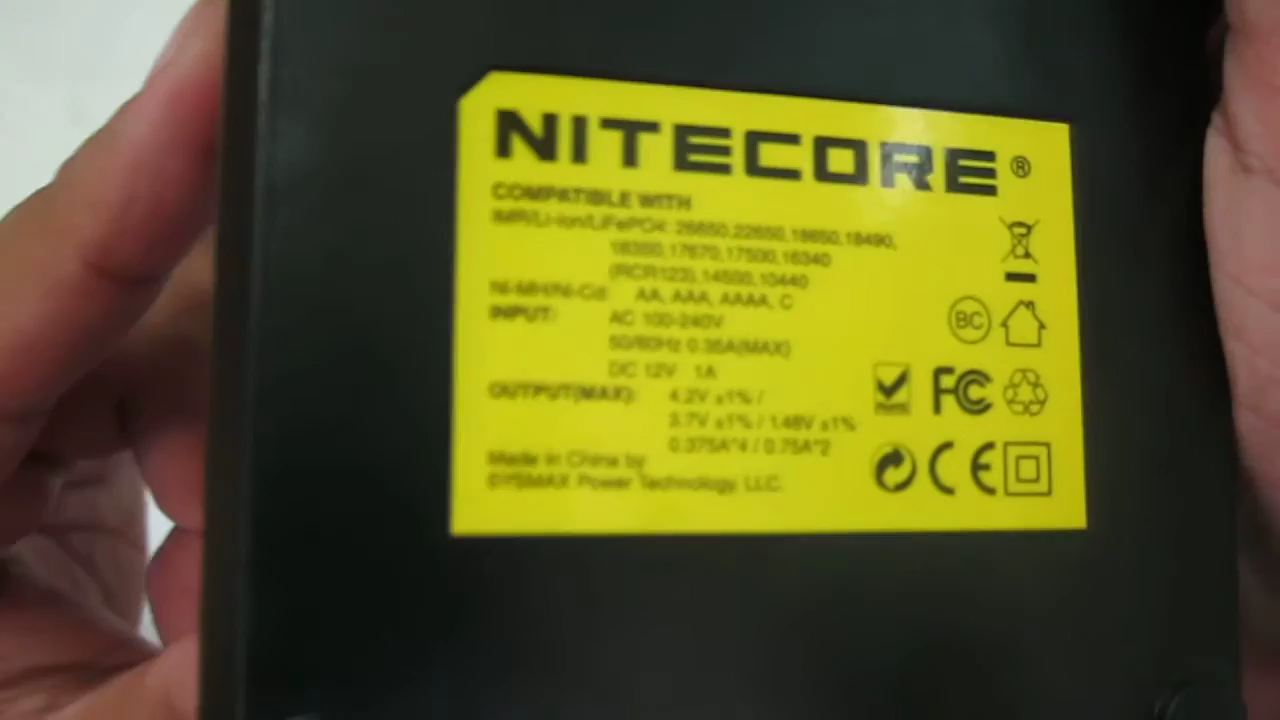 NITECORE®
COMPATIBLE WITH
IMR/Li-ion/LiFePO4: 26650,22650,18650,18490,
18350,17670,17500,16340
(RCR123),14500,10440
Ni-MH/Ni-Cd: AA, AAA, AAAA, C
INPUT: AC 100-240V
50/60Hz 0.35A(MAX)
DC 12V 1A
OUTPUT(MAX): 4.2V ±1% /
3.7V ±1% / 1.48V ±1%
0.375A*4 / 0.75A*2
Made in China by
Power Technology, LLC.
BC
FC
CE